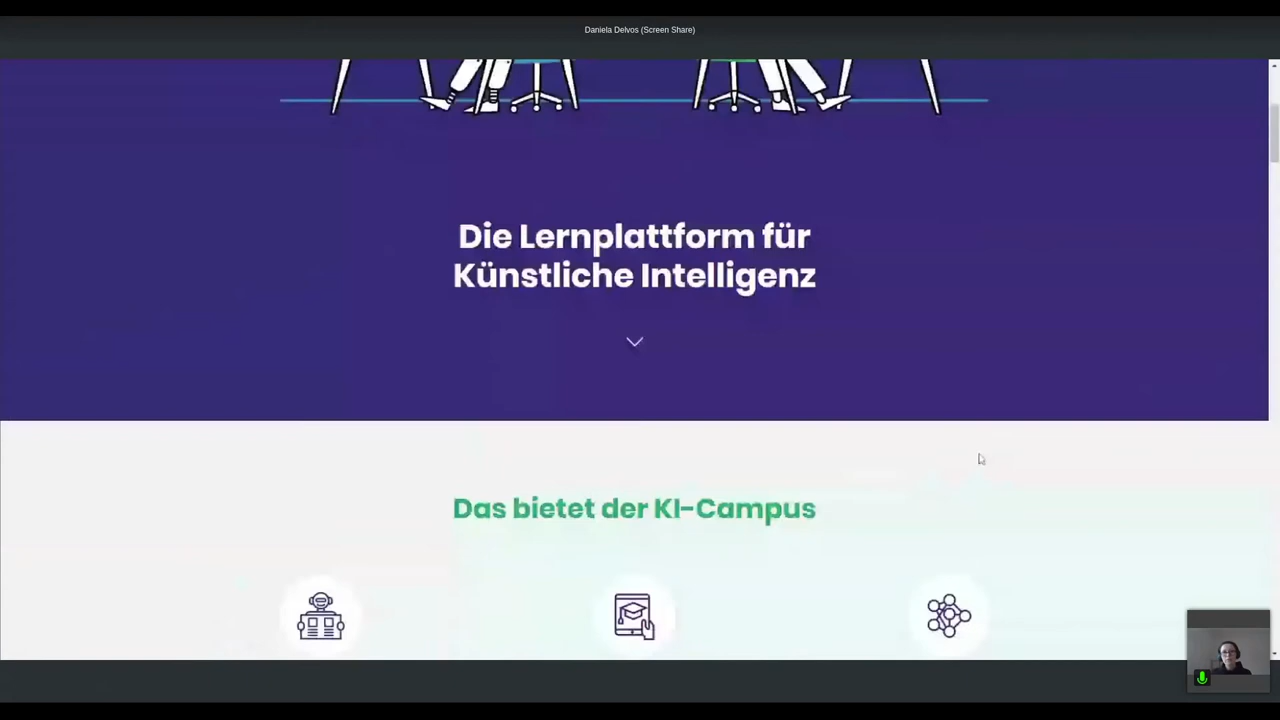 Daniela Delvos (Screen Share)
Die Lernplattform für
Künstliche Intelligenz
Das bietet der KI-Campus